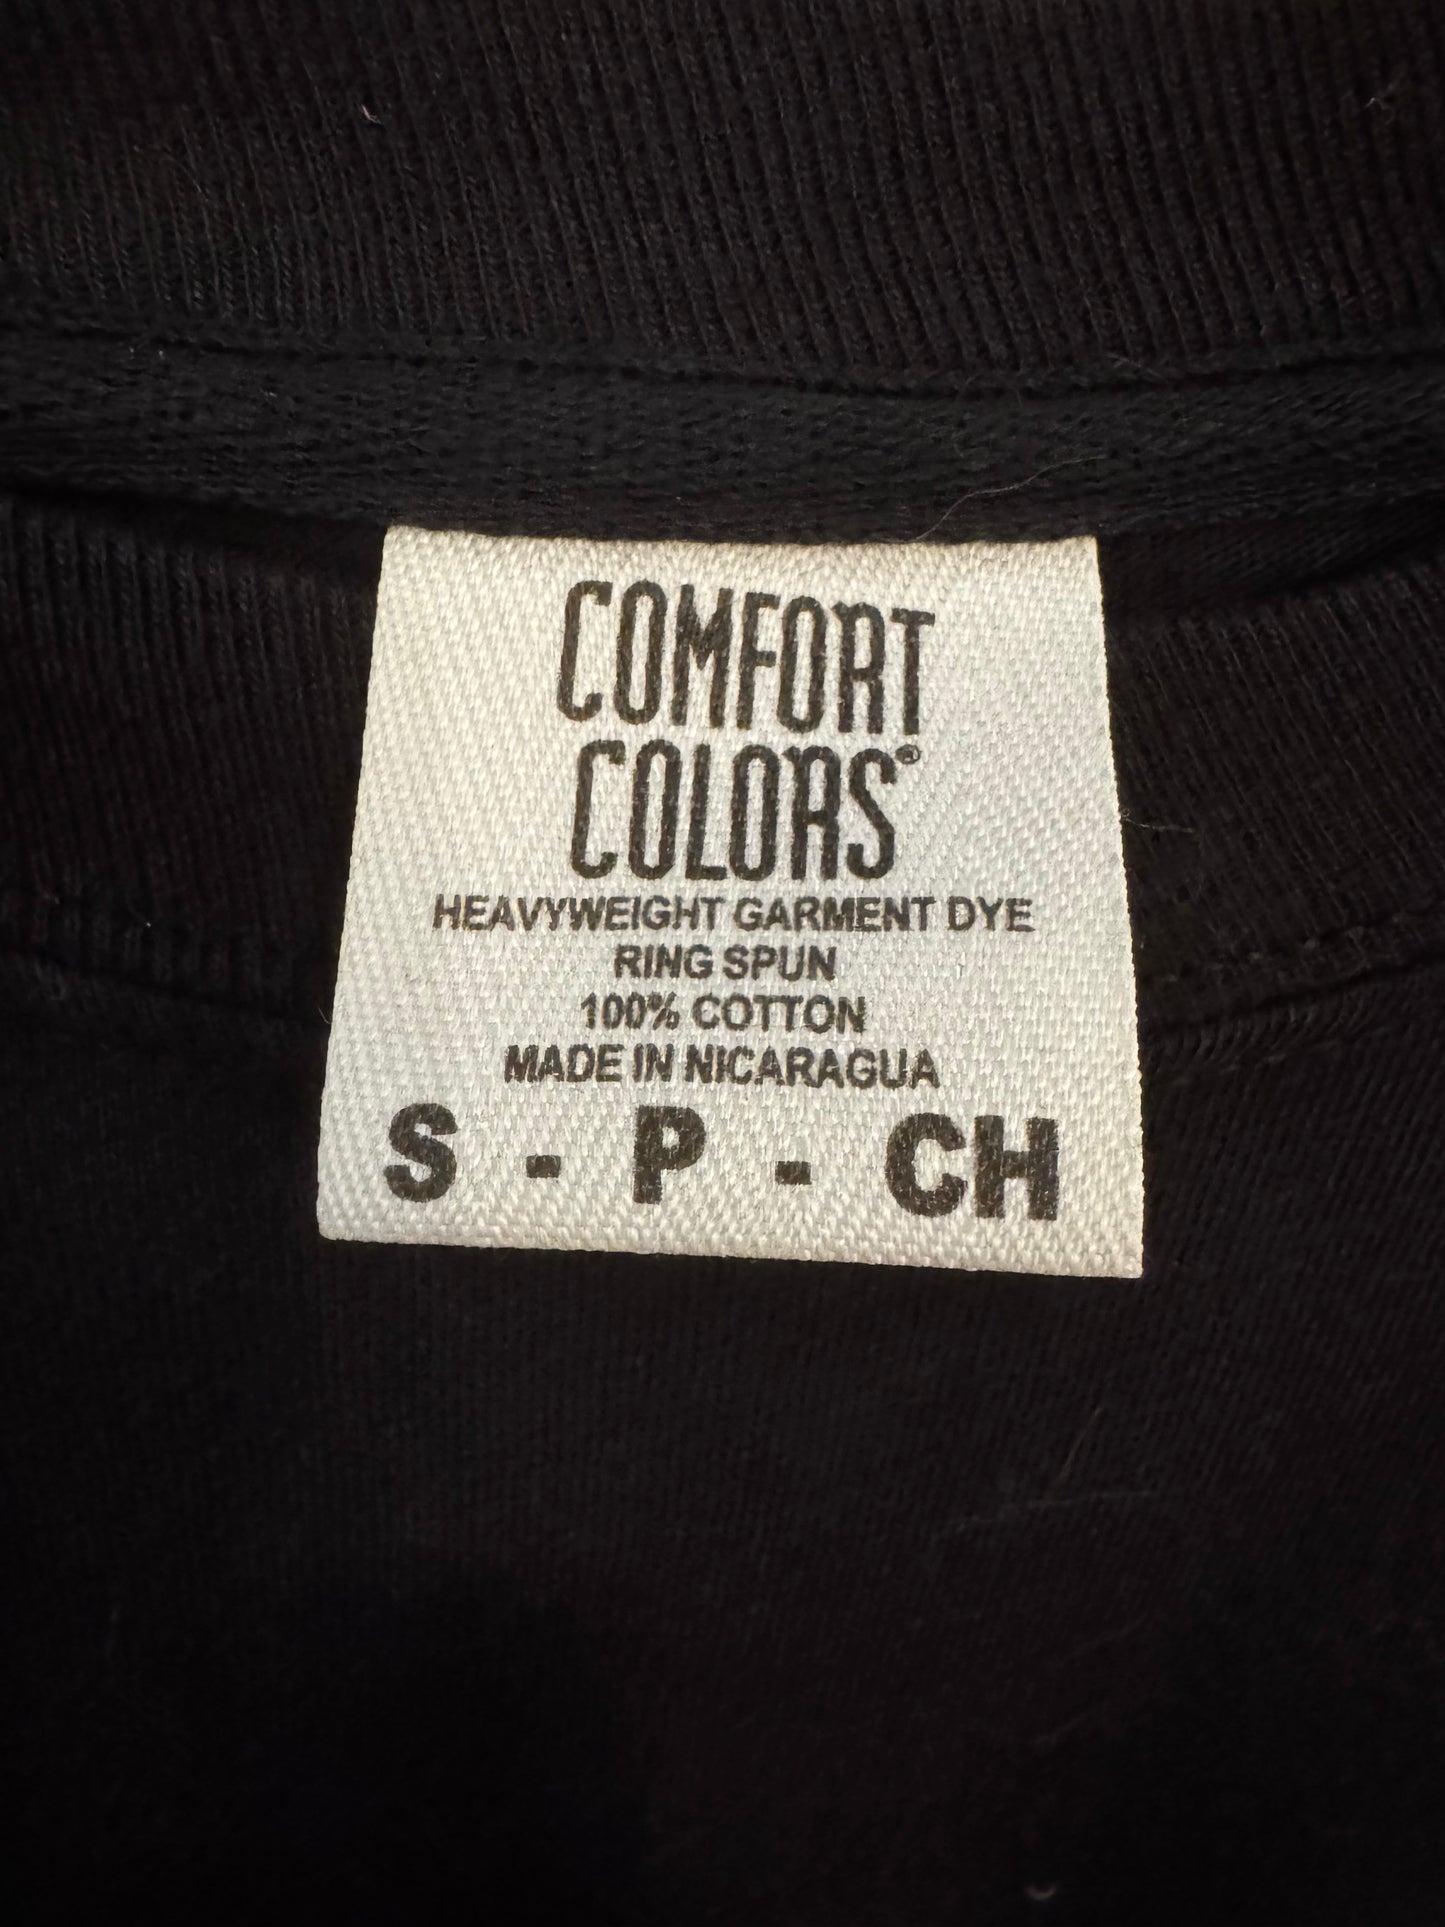 COMFORT
COLORS®
HEAVYWEIGHT GARMENT DYE
RING SPUN
100% COTTON
MADE IN NICARAGUA
S - P - CH